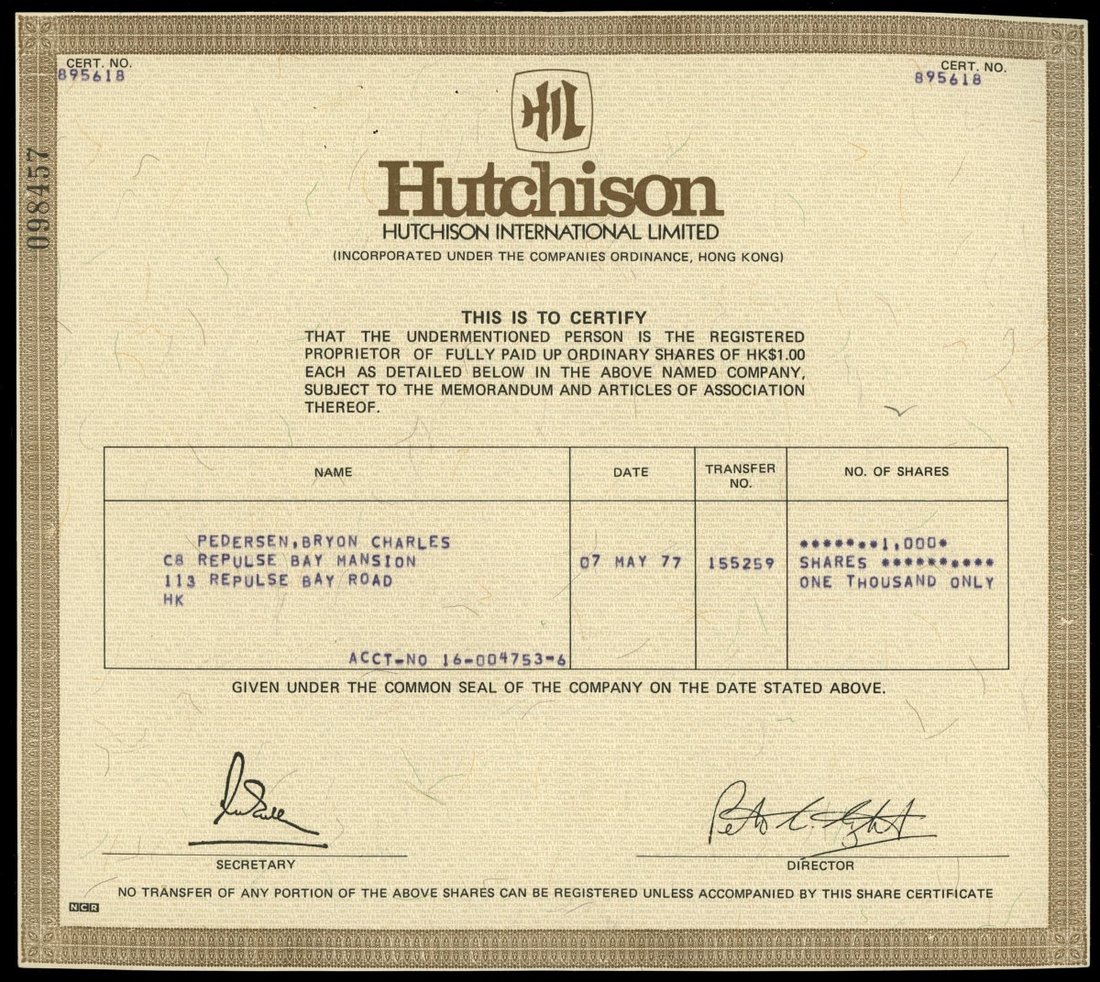 CERT. NO.
895618
CERT. NO.
895618
098457
HIL
Hutchison
HUTCHISON INTERNATIONAL LIMITED
(INCORPORATED UNDER THE COMPANIES ORDINANCE, HONG KONG)
THIS IS TO CERTIFY
THAT THE UNDERMENTIONED PERSON IS THE REGISTERED
PROPRIETOR OF FULLY PAID UP ORDINARY SHARES OF HK$1.00
EACH AS DETAILED BELOW IN THE ABOVE NAMED COMPANY,
SUBJECT TO THE MEMORANDUM AND ARTICLES OF ASSOCIATION
THEREOF.
NAME
DATE
TRANSFER
NO.
NO. OF SHARES
PEDERSEN,BRYON CHARLES
C8 REPULSE BAY MANSION
113 REPULSE BAY ROAD
HK
ACCT-NO 16-004753-6
07 MAY 77
155259
*******1,000*
SHARES **********
ONE THOUSAND ONLY
GIVEN UNDER THE COMMON SEAL OF THE COMPANY ON THE DATE STATED ABOVE.
SECRETARY
DIRECTOR
NO TRANSFER OF ANY PORTION OF THE ABOVE SHARES CAN BE REGISTERED UNLESS ACCOMPANIED BY THIS SHARE CERTIFICATE
NCR